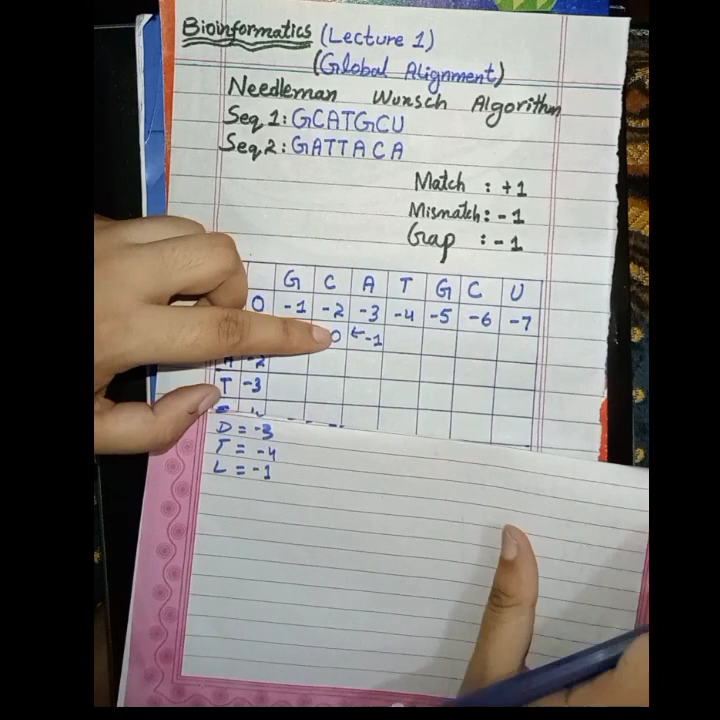 Bioinformatics (Lecture 1)
(Global Alignment)
Needleman Wunsch Algorithm
Seq 1: GCATGCU
Seq 2: GATTACA
Match : +1
Mismatch: -1
Gap : -1
G C A T G C U
0 -1 -2 -3 -4 -5 -6 -7
0 ← -1
A -2
T -3
D = -3
T = -4
L = -1